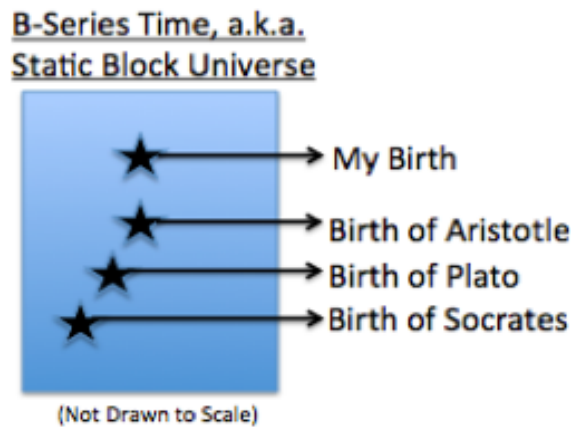 B-Series Time, a.k.a.
Static Block Universe
My Birth
Birth of Aristotle
Birth of Plato
Birth of Socrates
(Not Drawn to Scale)